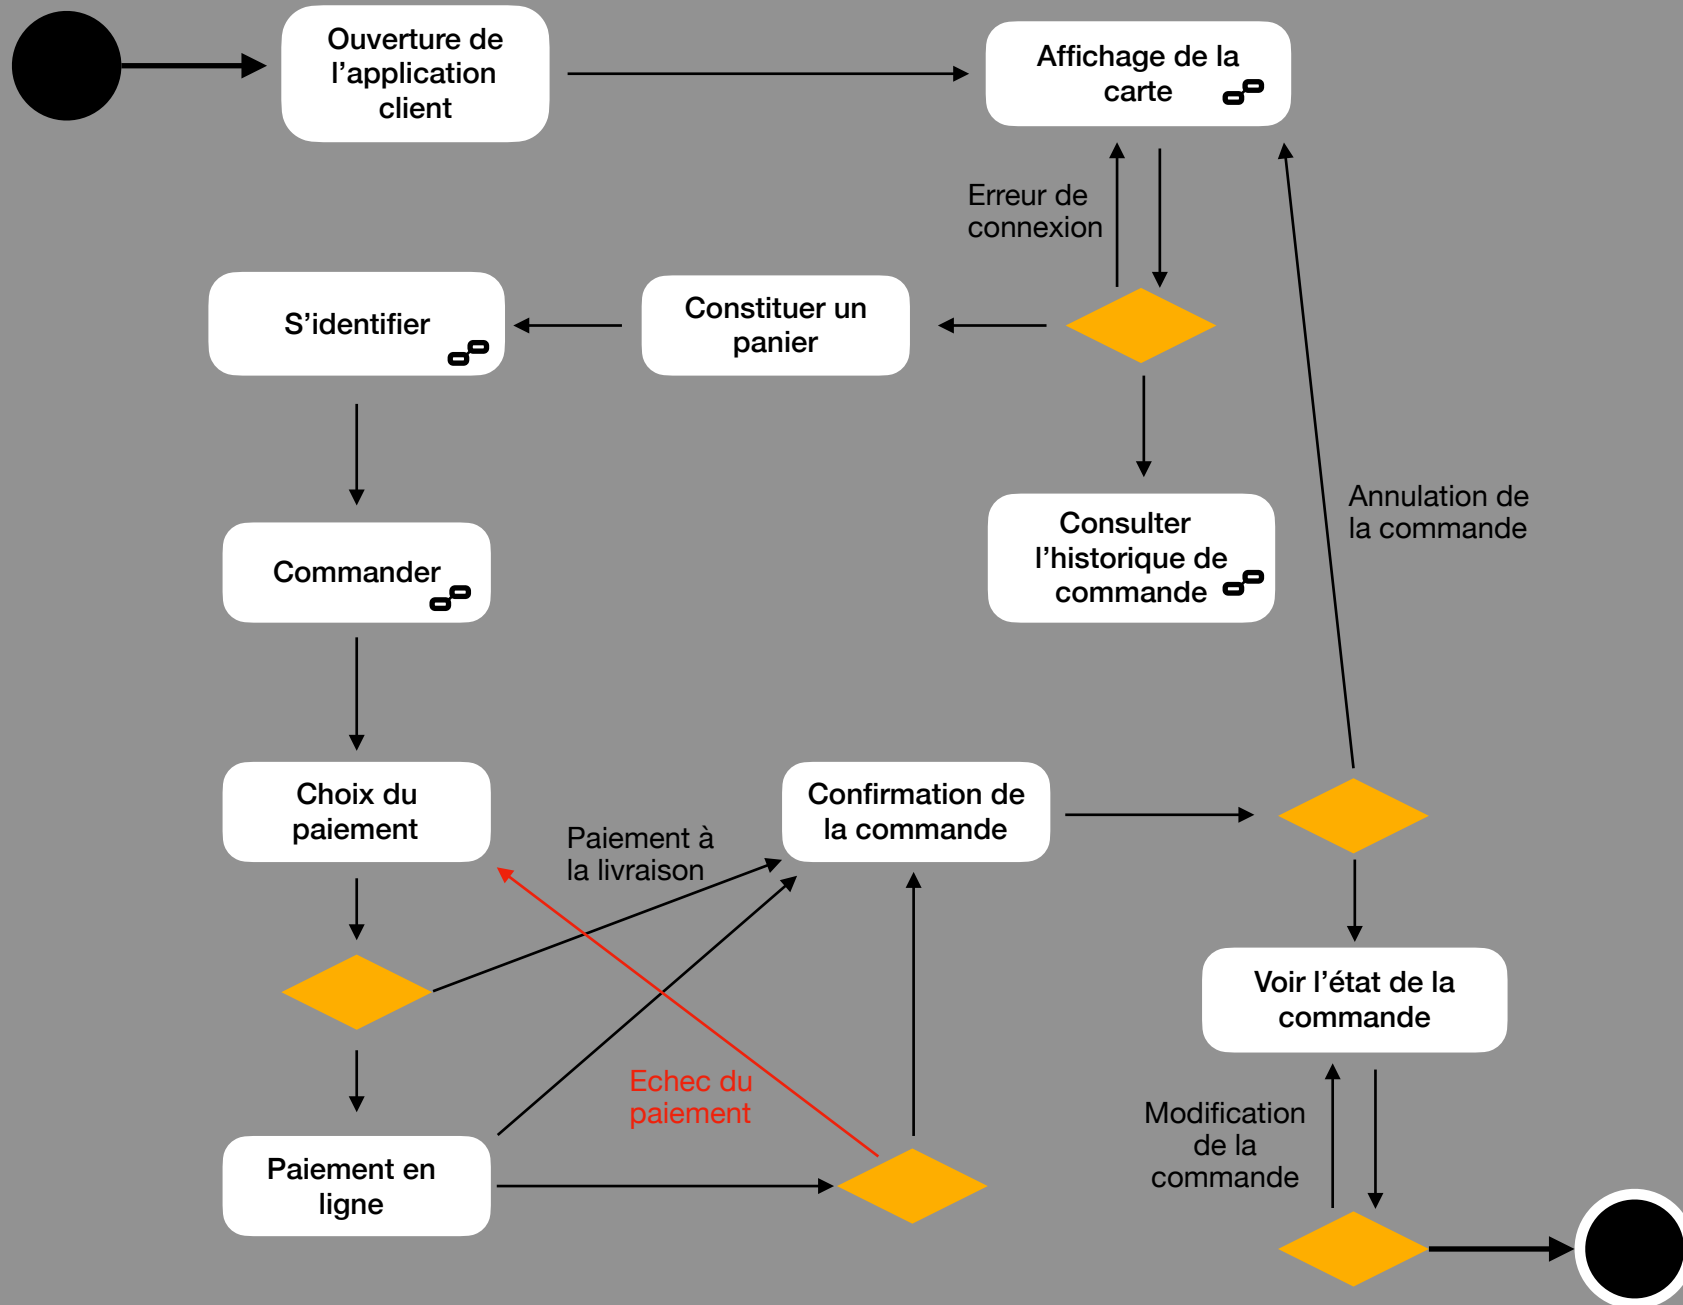 Ouverture de
l’application
client
Affichage de la
carte
Erreur de
connexion
S’identifier
Constituer un
panier
Commander
Consulter
l’historique de
commande
Annulation de
la commande
Choix du
paiement
Paiement à
la livraison
Confirmation de
la commande
Voir l’état de la
commande
Echec du
paiement
Modification
de la
commande
Paiement en
ligne